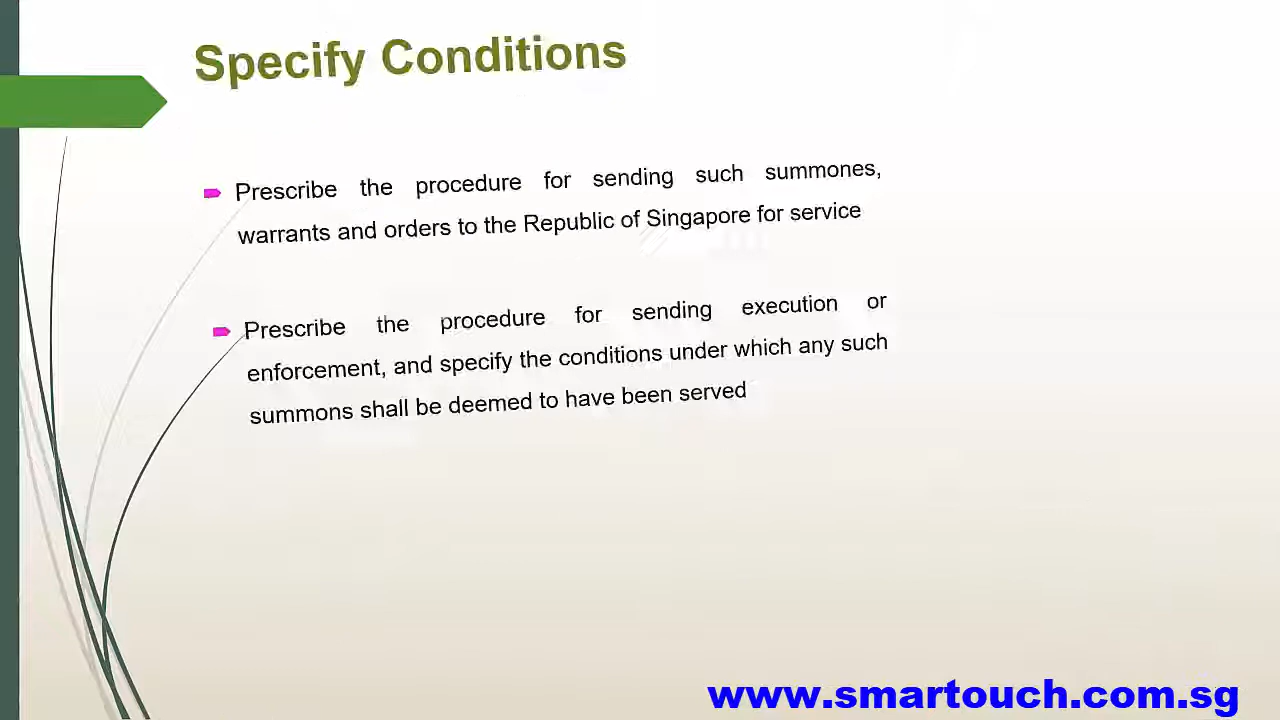 Specify Conditions
Prescribe the procedure for sending such summones,
warrants and orders to the Republic of Singapore for service
Prescribe the procedure for sending execution or
enforcement, and specify the conditions under which any such
summons shall be deemed to have been served
www.smartouch.com.sg